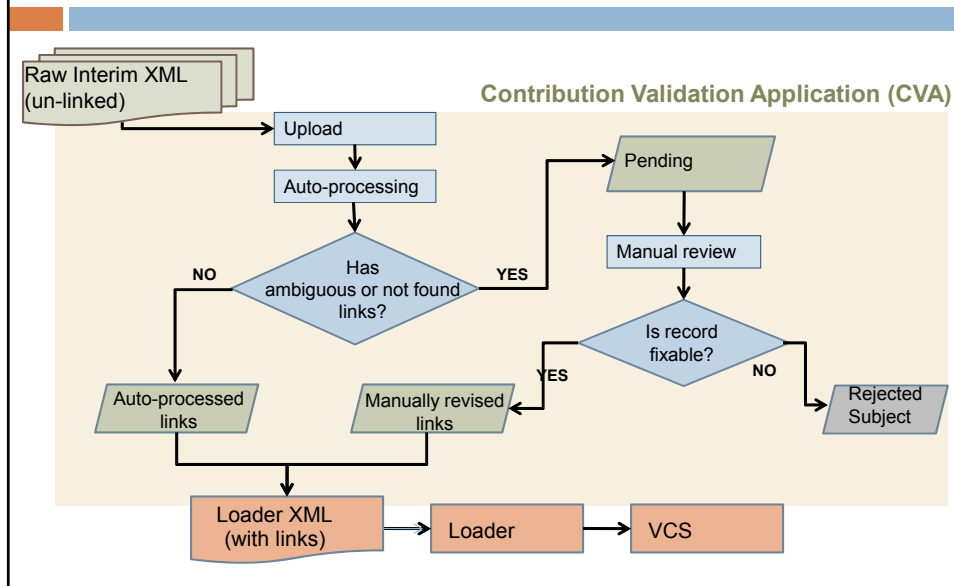 Raw Interim XML
(un-linked)
Contribution Validation Application (CVA)
Upload
Pending
Auto-processing
Manual review
NO
Has
ambiguous or not found
links?
YES
Is record
fixable?
YES
NO
Auto-processed
links
Manually revised
links
Rejected
Subject
Loader XML
(with links)
Loader
VCS